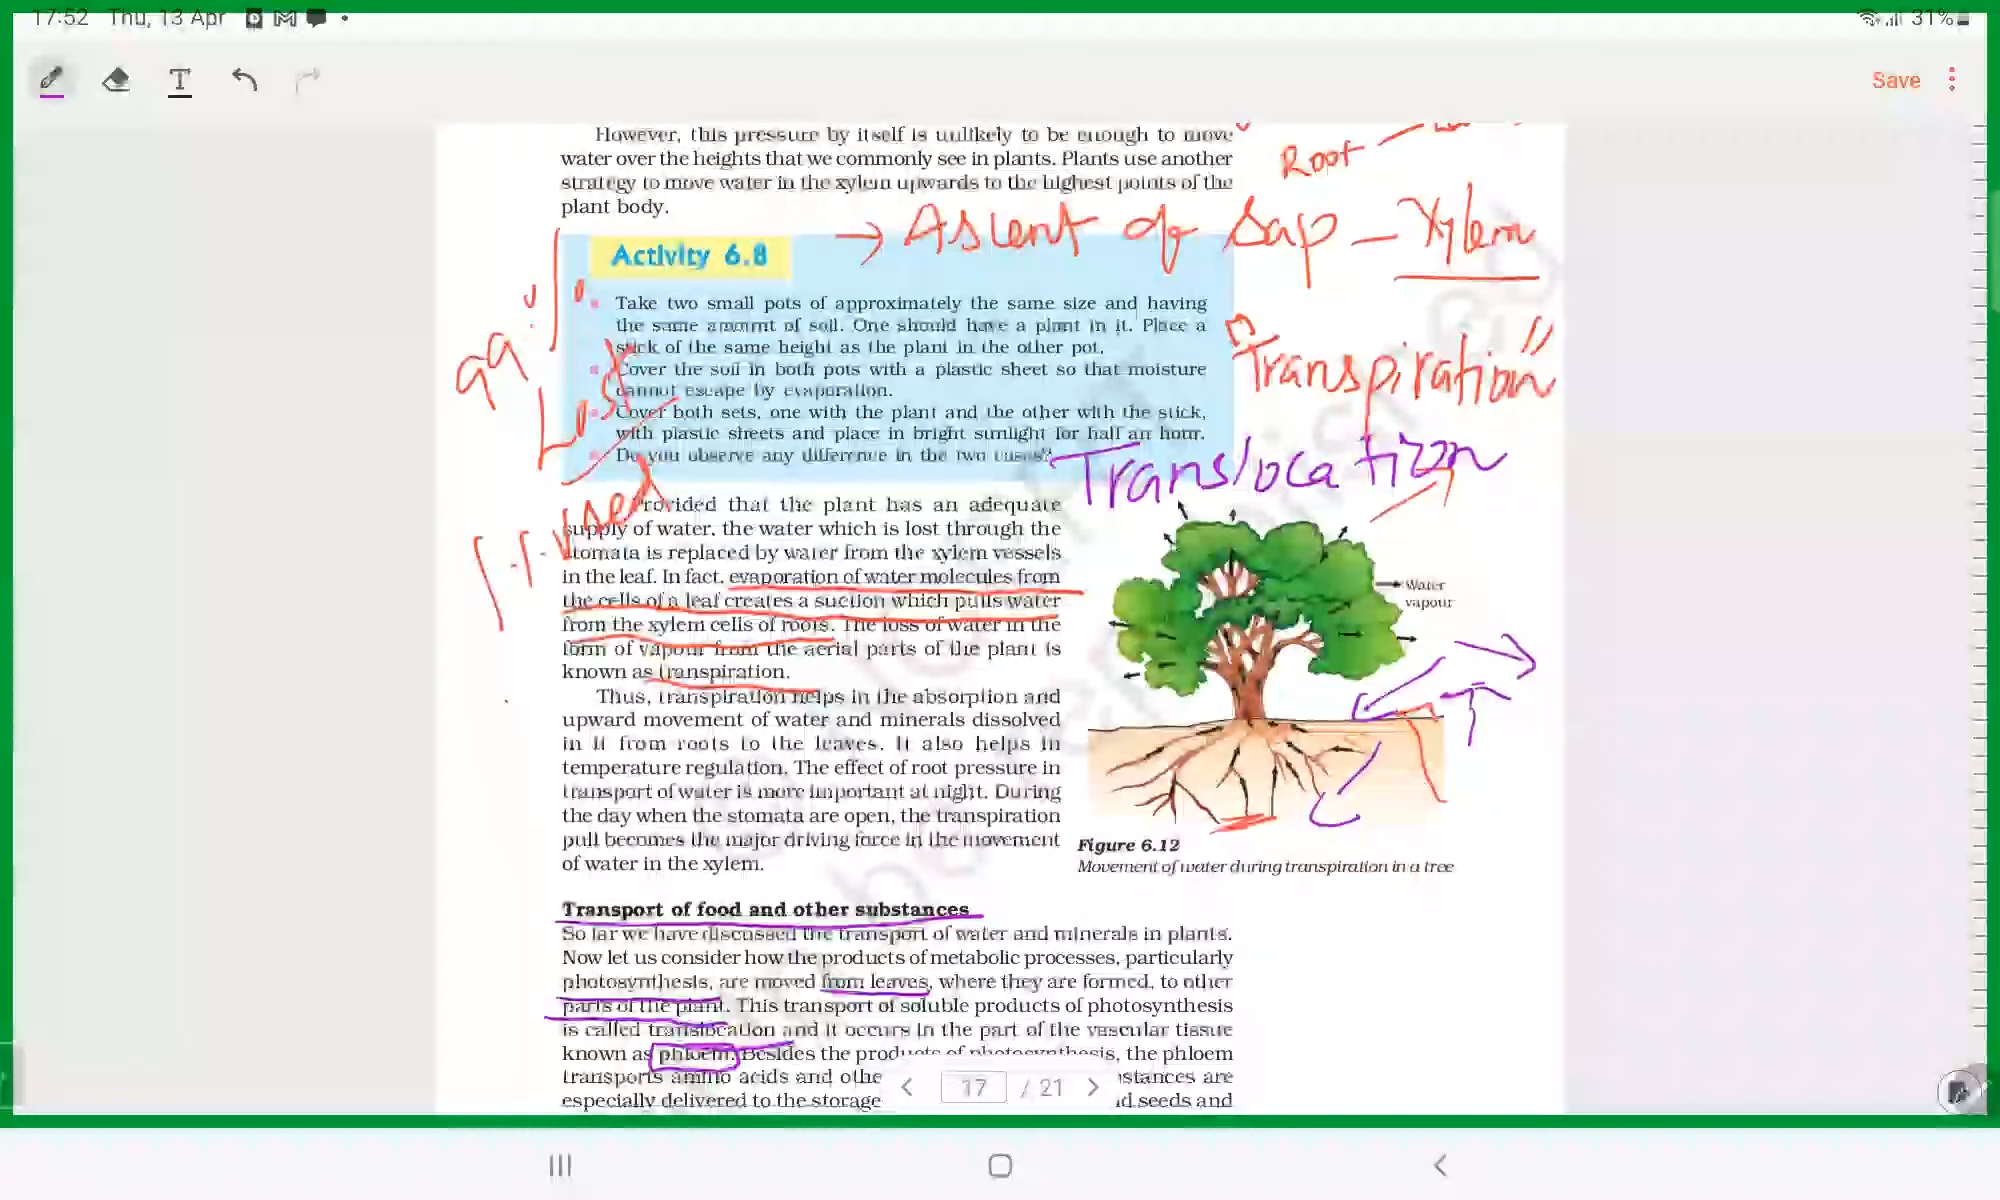 17:52 Thu, 13 Apr
31%
T
Save
However, this pressure by itself is unlikely to be enough to move
water over the heights that we commonly see in plants. Plants use another
strategy to move water in the xylem upwards to the highest points of the
plant body.
Root
→ Ascent of Sap – Xylem
Activity 6.8
Take two small pots of approximately the same size and having
the same amount of soil. One should have a plant in it. Place a
stick of the same height as the plant in the other pot.
Cover the soil in both pots with a plastic sheet so that moisture
cannot escape by evaporation.
Cover both sets, one with the plant and the other with the stick,
with plastic sheets and place in bright sunlight for half an hour.
Do you observe any difference in the two cases?
99 %
Lost
1 % used
"Transpiration"
Translocation
Provided that the plant has an adequate
supply of water, the water which is lost through the
stomata is replaced by water from the xylem vessels
in the leaf. In fact, evaporation of water molecules from
the cells of a leaf creates a suction which pulls water
from the xylem cells of roots. The loss of water in the
form of vapour from the aerial parts of the plant is
known as transpiration.
Thus, transpiration helps in the absorption and
upward movement of water and minerals dissolved
in it from roots to the leaves. It also helps in
temperature regulation. The effect of root pressure in
transport of water is more important at night. During
the day when the stomata are open, the transpiration
pull becomes the major driving force in the movement
of water in the xylem.
Water
vapour
T
Figure 6.12
Movement of water during transpiration in a tree
Transport of food and other substances
So far we have discussed the transport of water and minerals in plants.
Now let us consider how the products of metabolic processes, particularly
photosynthesis, are moved from leaves, where they are formed, to other
parts of the plant. This transport of soluble products of photosynthesis
is called translocation and it occurs in the part of the vascular tissue
known as phloem. Besides the products of photosynthesis, the phloem
transports amino acids and othe stances are
especially delivered to the storage d seeds and
17 / 21